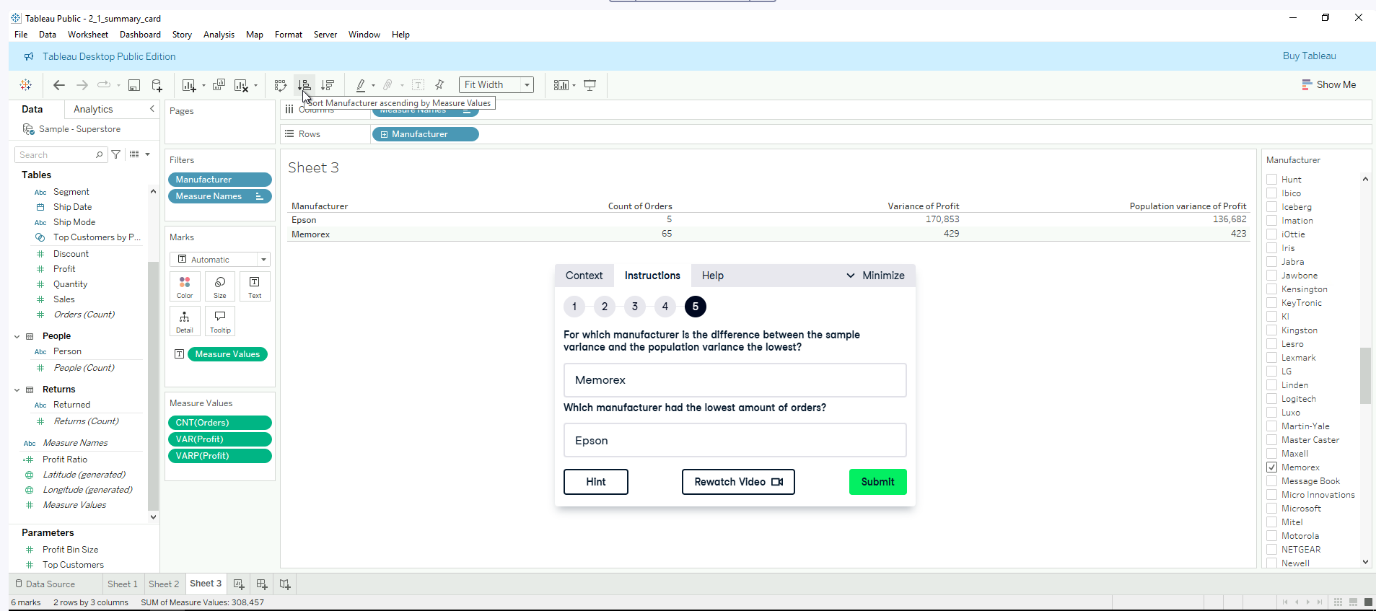 Tableau Public - 2_1_summary_card
File Data Worksheet Dashboard Story Analysis Map Format Server Window Help
Tableau Desktop Public Edition Buy Tableau
Fit Width Show Me
Sort Manufacturer ascending by Measure Values
Data Analytics
Sample - Superstore
Search
Tables
Abc Segment
Ship Date
Abc Ship Mode
Top Customers by P...
# Discount
# Profit
# Quantity
# Sales
# Orders (Count)
People
Abc Person
# People (Count)
Returns
Abc Returned
# Returns (Count)
Abc Measure Names
Profit Ratio
Latitude (generated)
Longitude (generated)
# Measure Values
Parameters
# Profit Bin Size
# Top Customers
Pages
Filters
Manufacturer
Measure Names
Marks
Automatic
Color Size Text
Detail Tooltip
Measure Values
Measure Values
CNT(Orders)
VAR(Profit)
VARP(Profit)
Columns Measure Names
Rows Manufacturer
Sheet 3
Manufacturer Count of Orders Variance of Profit Population variance of Profit
Epson 5 170,853 136,682
Memorex 65 429 423
Context Instructions Help Minimize
1 2 3 4 5
For which manufacturer is the difference between the sample
variance and the population variance the lowest?
Memorex
Which manufacturer had the lowest amount of orders?
Epson
Hint Rewatch Video Submit
Manufacturer
Hunt
Ibico
Iceberg
Imation
iOttie
Iris
Jabra
Jawbone
Kensington
KeyTronic
KI
Kingston
Lesro
Lexmark
LG
Linden
Logitech
Luxo
Martin-Yale
Master Caster
Maxell
Memorex
Message Book
Micro Innovations
Microsoft
Mitel
Motorola
NETGEAR
Newell
Data Source Sheet 1 Sheet 2 Sheet 3
6 marks 2 rows by 3 columns SUM of Measure Values: 308,457